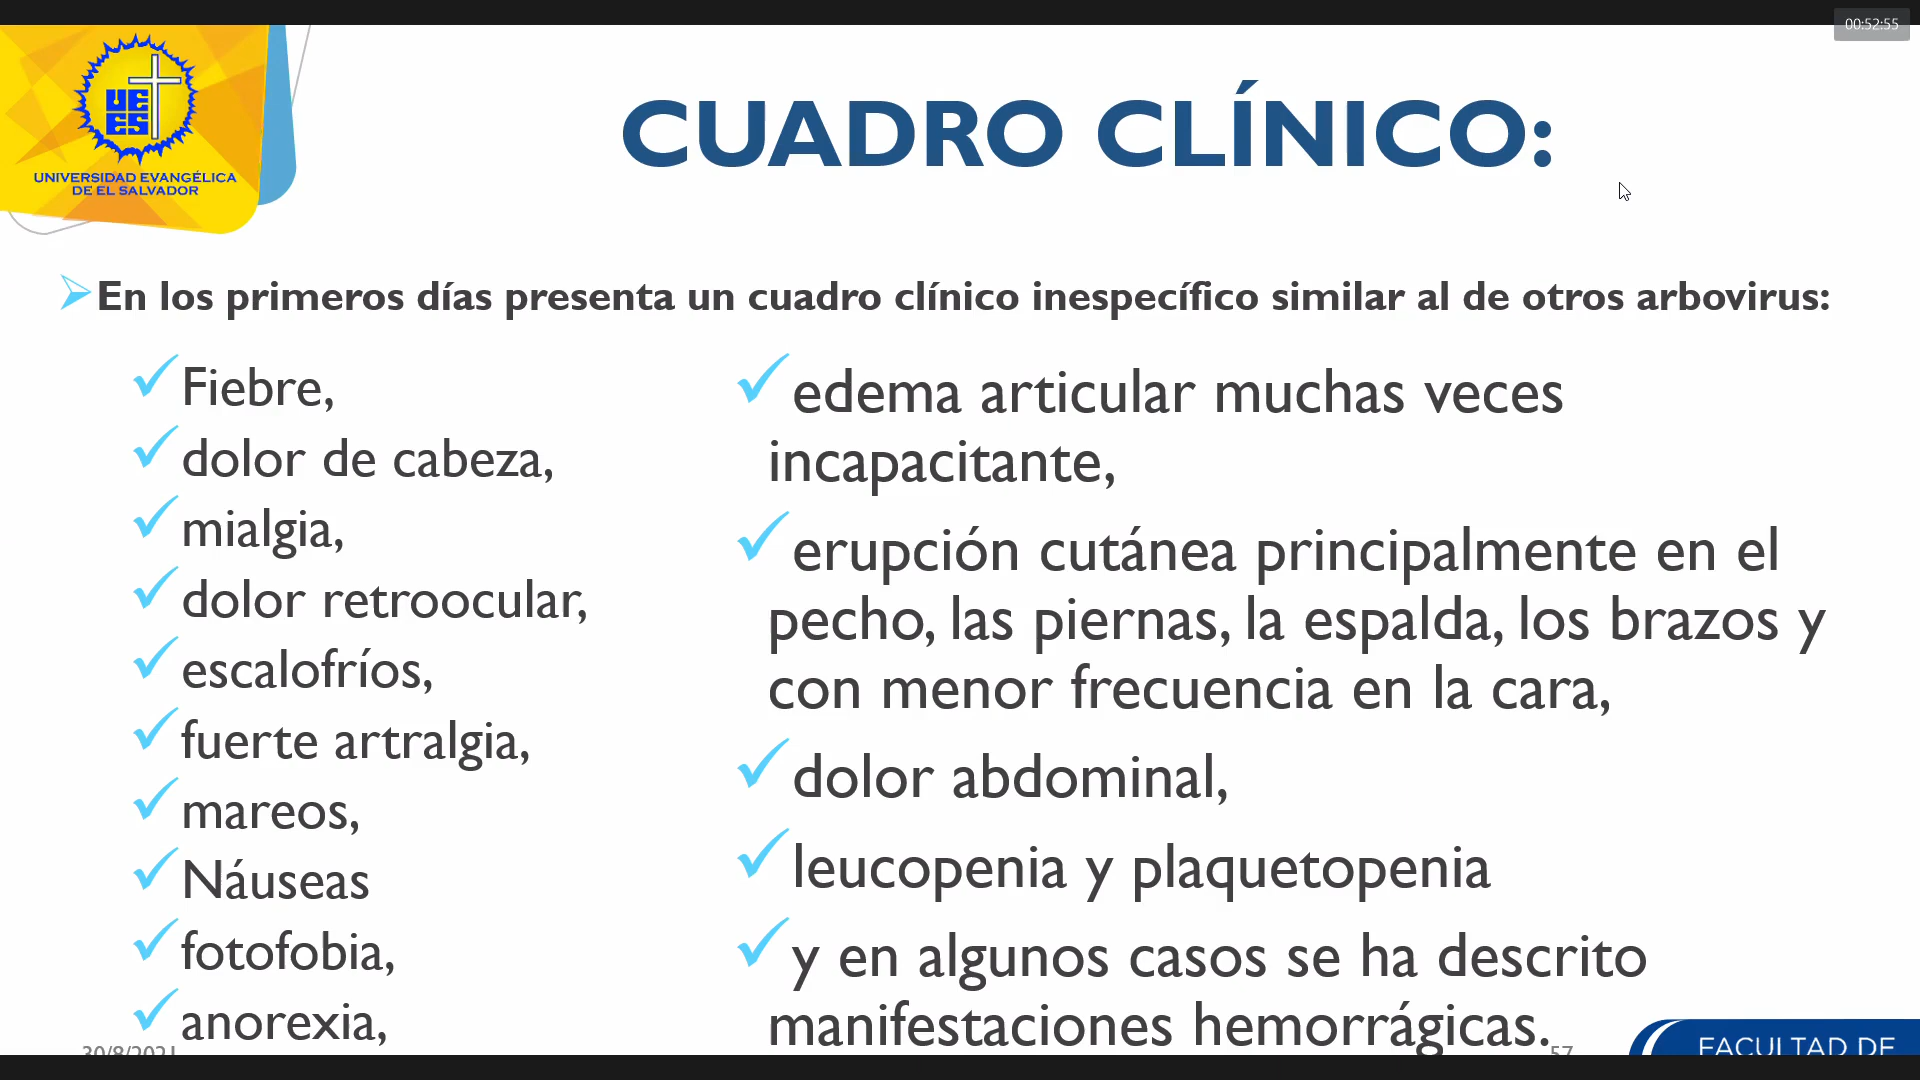 00:52:55
UE
ES
UNIVERSIDAD EVANGÉLICA
DE EL SALVADOR
CUADRO CLÍNICO:
En los primeros días presenta un cuadro clínico inespecífico similar al de otros arbovirus:
Fiebre,
dolor de cabeza,
mialgia,
dolor retroocular,
escalofríos,
fuerte artralgia,
mareos,
Náuseas
fotofobia,
anorexia,
edema articular muchas veces
incapacitante,
erupción cutánea principalmente en el
pecho, las piernas, la espalda, los brazos y
con menor frecuencia en la cara,
dolor abdominal,
leucopenia y plaquetopenia
y en algunos casos se ha descrito
manifestaciones hemorrágicas.
30/8/2021
57
FACULTAD DE